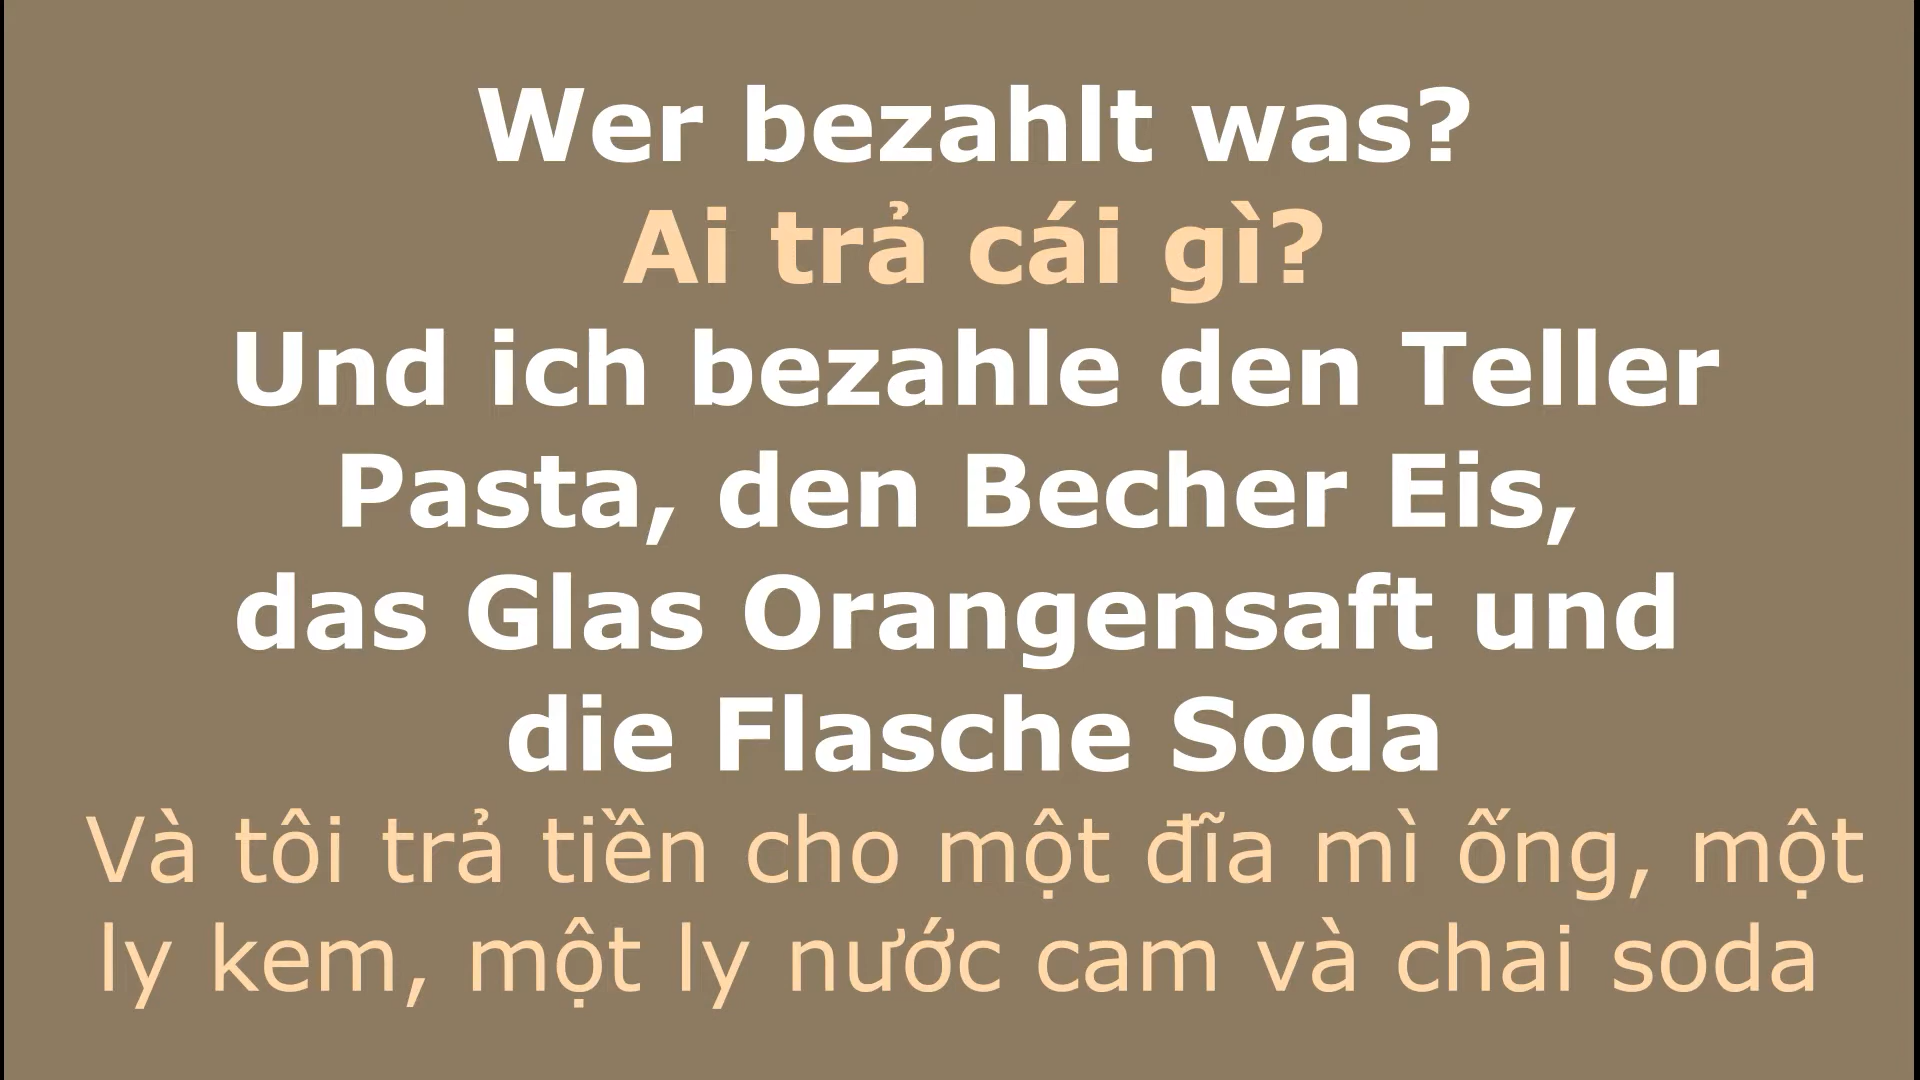 Wer bezahlt was?
Ai trả cái gì?
Und ich bezahle den Teller
Pasta, den Becher Eis,
das Glas Orangensaft und
die Flasche Soda
Và tôi trả tiền cho một đĩa mì ống, một
ly kem, một ly nước cam và chai soda